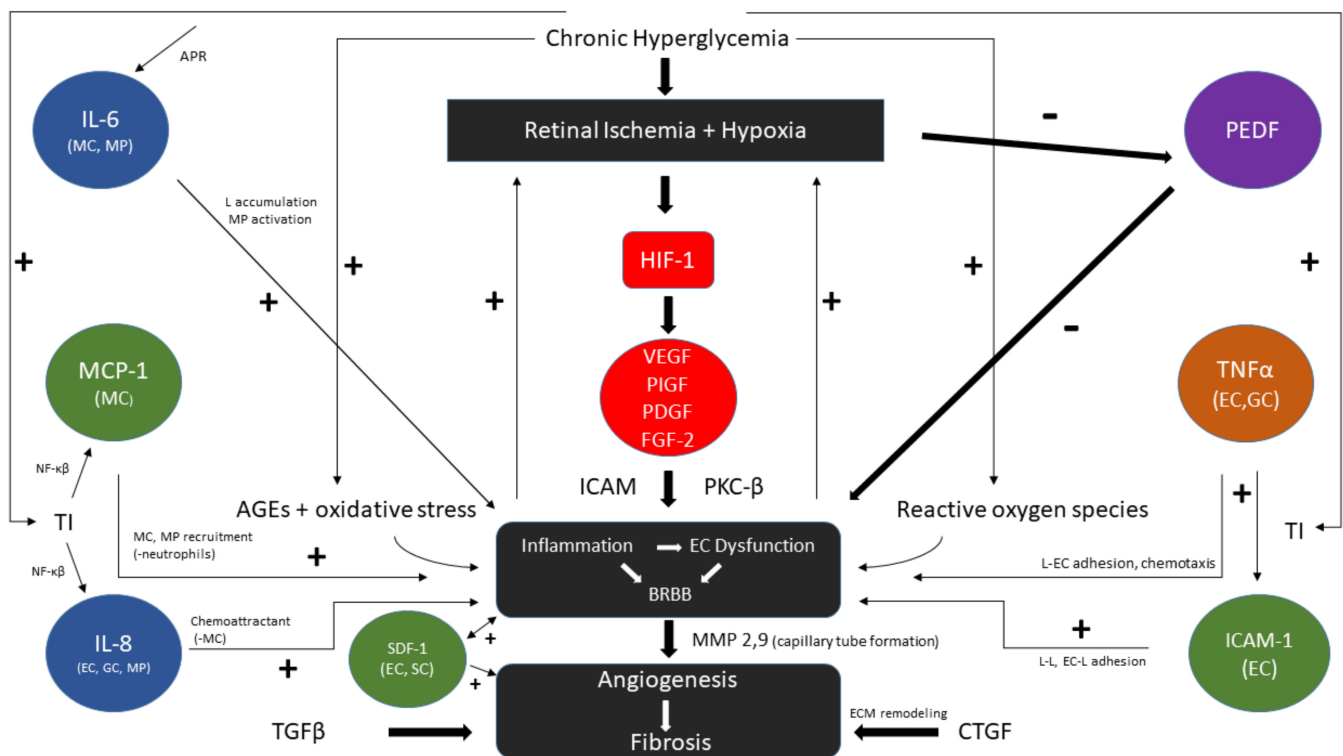 Chronic Hyperglycemia
APR
IL-6
(MC, MP)
Retinal Ischemia + Hypoxia
-
PEDF
L accumulation
MP activation
+
+
+
+
HIF-1
+
+
+
-
VEGF
PIGF
PDGF
FGF-2
MCP-1
(MC)
TNFα
(EC,GC)
NF-κβ
ICAM
PKC-β
AGEs + oxidative stress
Reactive oxygen species
+
TI
TI
MC, MP recruitment
(-neutrophils)
+
Inflammation
EC Dysfunction
BRBB
L-EC adhesion, chemotaxis
NF-κβ
IL-8
(EC, GC, MP)
Chemoattractant
(-MC)
+
SDF-1
(EC, SC)
+
+
MMP 2,9 (capillary tube formation)
+
L-L, EC-L adhesion
ICAM-1
(EC)
Angiogenesis
Fibrosis
TGFβ
ECM remodeling
CTGF